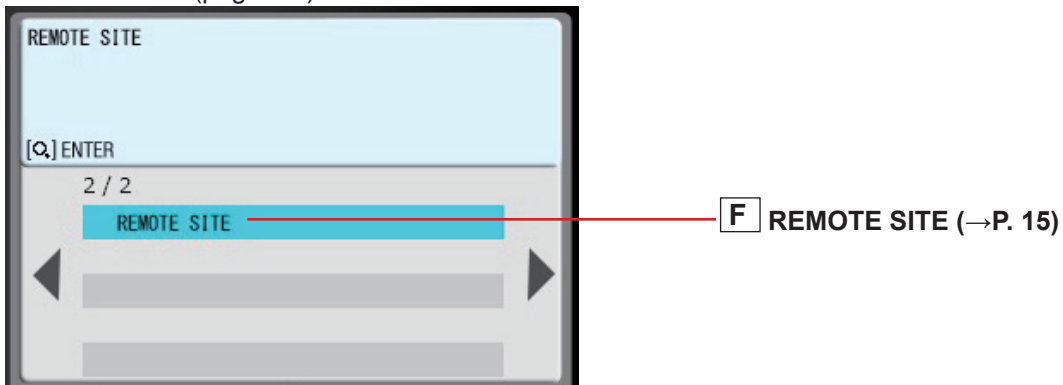 REMOTE SITE
[🔍] ENTER
2 / 2
REMOTE SITE
F REMOTE SITE (→P. 15)